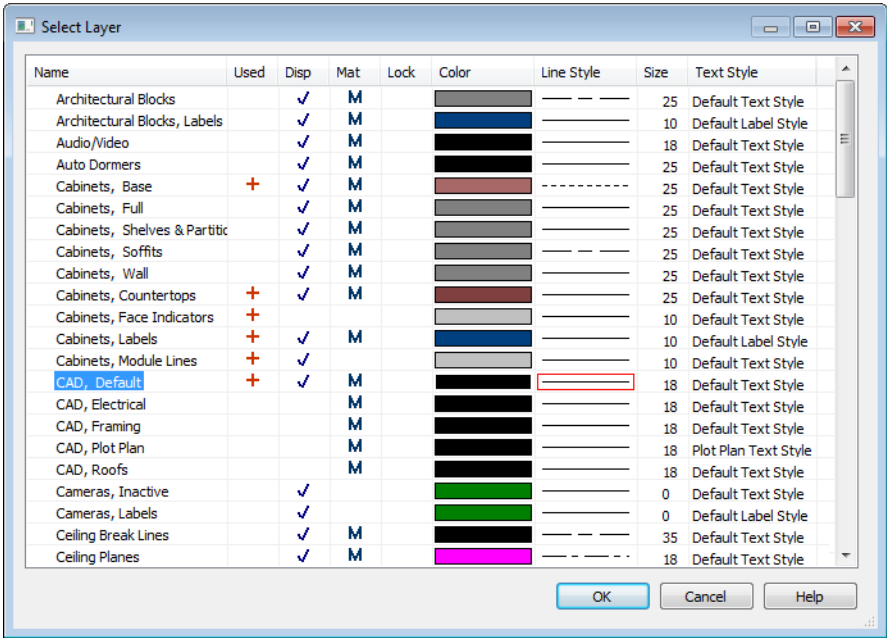 Select Layer
Name Used Disp Mat Lock Color Line Style Size Text Style
Architectural Blocks M 25 Default Text Style
Architectural Blocks, Labels M 10 Default Label Style
Audio/Video M 18 Default Text Style
Auto Dormers M 25 Default Text Style
Cabinets, Base M 25 Default Text Style
Cabinets, Full M 25 Default Text Style
Cabinets, Shelves & Partitic M 25 Default Text Style
Cabinets, Soffits M 25 Default Text Style
Cabinets, Wall M 25 Default Text Style
Cabinets, Countertops M 25 Default Text Style
Cabinets, Face Indicators 10 Default Text Style
Cabinets, Labels M 10 Default Label Style
Cabinets, Module Lines 10 Default Text Style
CAD, Default M 18 Default Text Style
CAD, Electrical M 18 Default Text Style
CAD, Framing M 18 Default Text Style
CAD, Plot Plan M 18 Plot Plan Text Style
CAD, Roofs M 18 Default Text Style
Cameras, Inactive 0 Default Text Style
Cameras, Labels 0 Default Label Style
Ceiling Break Lines M 35 Default Text Style
Ceiling Planes M 18 Default Text Style
OK Cancel Help